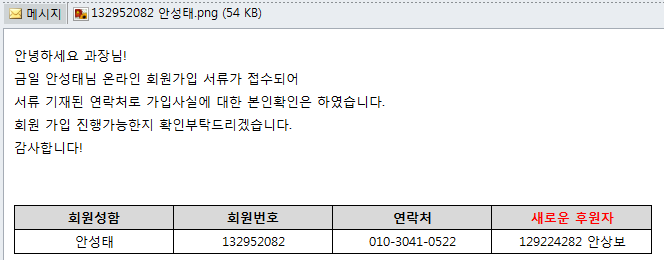 메시지 132952082 안성태.png (54 KB)
안녕하세요 과장님!
금일 안성태님 온라인 회원가입 서류가 접수되어
서류 기재된 연락처로 가입사실에 대한 본인확인은 하였습니다.
회원 가입 진행가능한지 확인부탁드리겠습니다.
감사합니다!
회원성함 회원번호 연락처 새로운 후원자
안성태 132952082 010-3041-0522 129224282 안상보